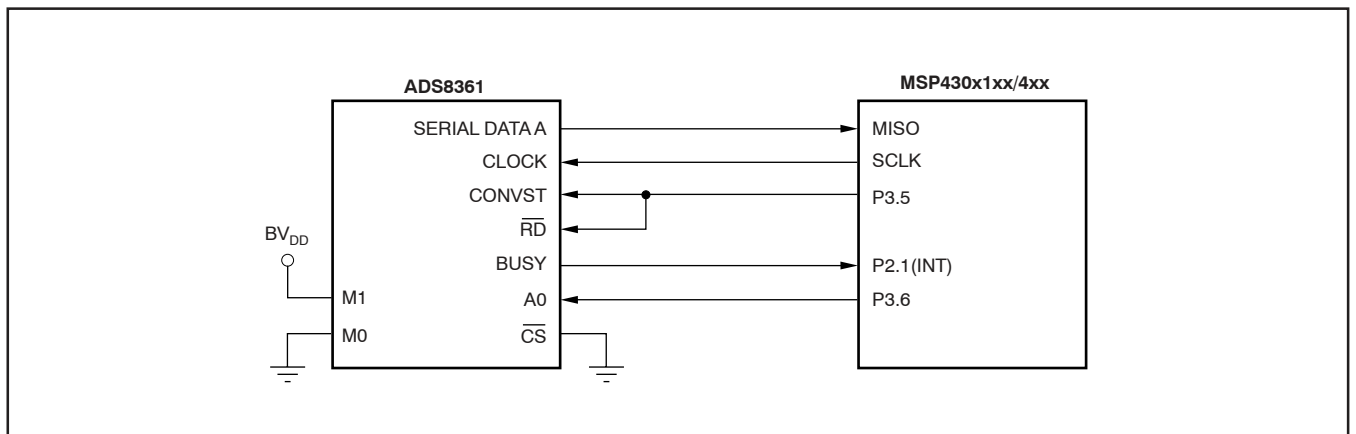 ADS8361
MSP430x1xx/4xx
SERIAL DATA A
MISO
CLOCK
SCLK
CONVST
P3.5
RD
BV_DD
BUSY
P2.1(INT)
M1
A0
P3.6
M0
CS